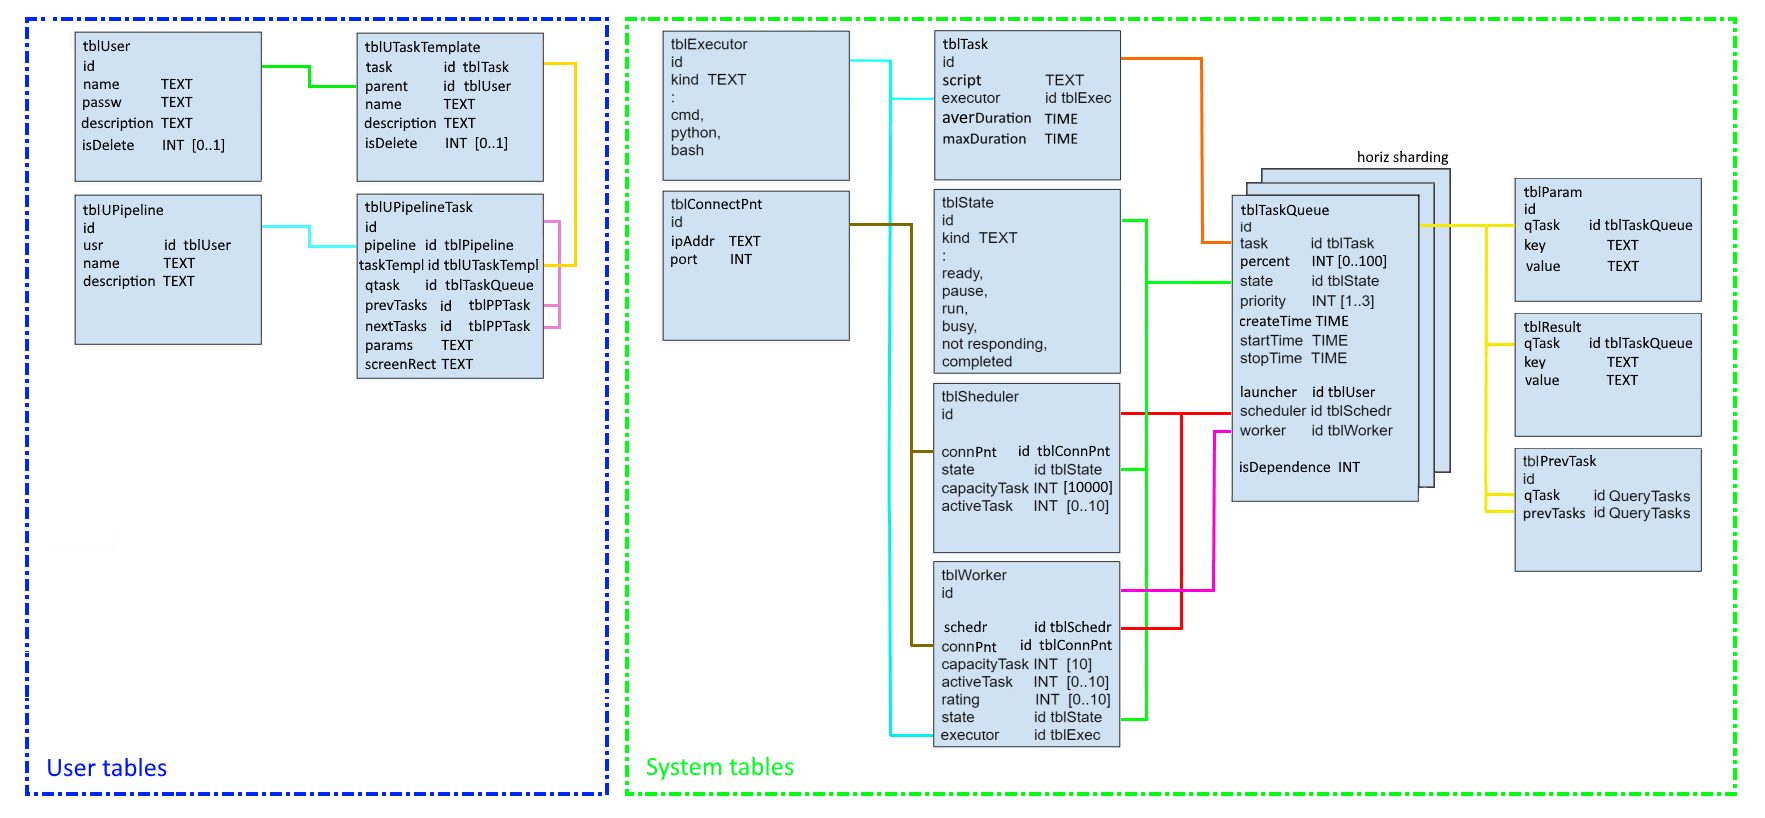 tblUser
id
name TEXT
passw TEXT
description TEXT
isDelete INT [0..1]
tblUTaskTemplate
task id tblTask
parent id tblUser
name TEXT
description TEXT
isDelete INT [0..1]
tblUPipeline
id
usr id tblUser
name TEXT
description TEXT
tblUPipelineTask
id
pipeline id tblPipeline
taskTempl id tblUTaskTempl
qtask id tblTaskQueue
prevTasks id tblPPTask
nextTasks id tblPPTask
params TEXT
screenRect TEXT
User tables
tblExecutor
id
kind TEXT
:
cmd,
python,
bash
tblConnectPnt
id
ipAddr TEXT
port INT
tblTask
id
script TEXT
executor id tblExec
averDuration TIME
maxDuration TIME
tblState
id
kind TEXT
:
ready,
pause,
run,
busy,
not responding,
completed
tblSheduler
id
connPnt id tblConnPnt
state id tblState
capacityTask INT [10000]
activeTask INT [0..10]
tblWorker
id
schedr id tblSchedr
connPnt id tblConnPnt
capacityTask INT [10]
activeTask INT [0..10]
rating INT [0..10]
state id tblState
executor id tblExec
horiz sharding
tblTaskQueue
id
task id tblTask
percent INT [0..100]
state id tblState
priority INT [1..3]
createTime TIME
startTime TIME
stopTime TIME
launcher id tblUser
scheduler id tblSchedr
worker id tblWorker
isDependence INT
tblParam
id
qTask id tblTaskQueue
key TEXT
value TEXT
tblResult
qTask id tblTaskQueue
key TEXT
value TEXT
tblPrevTask
id
qTask id QueryTasks
prevTasks id QueryTasks
System tables